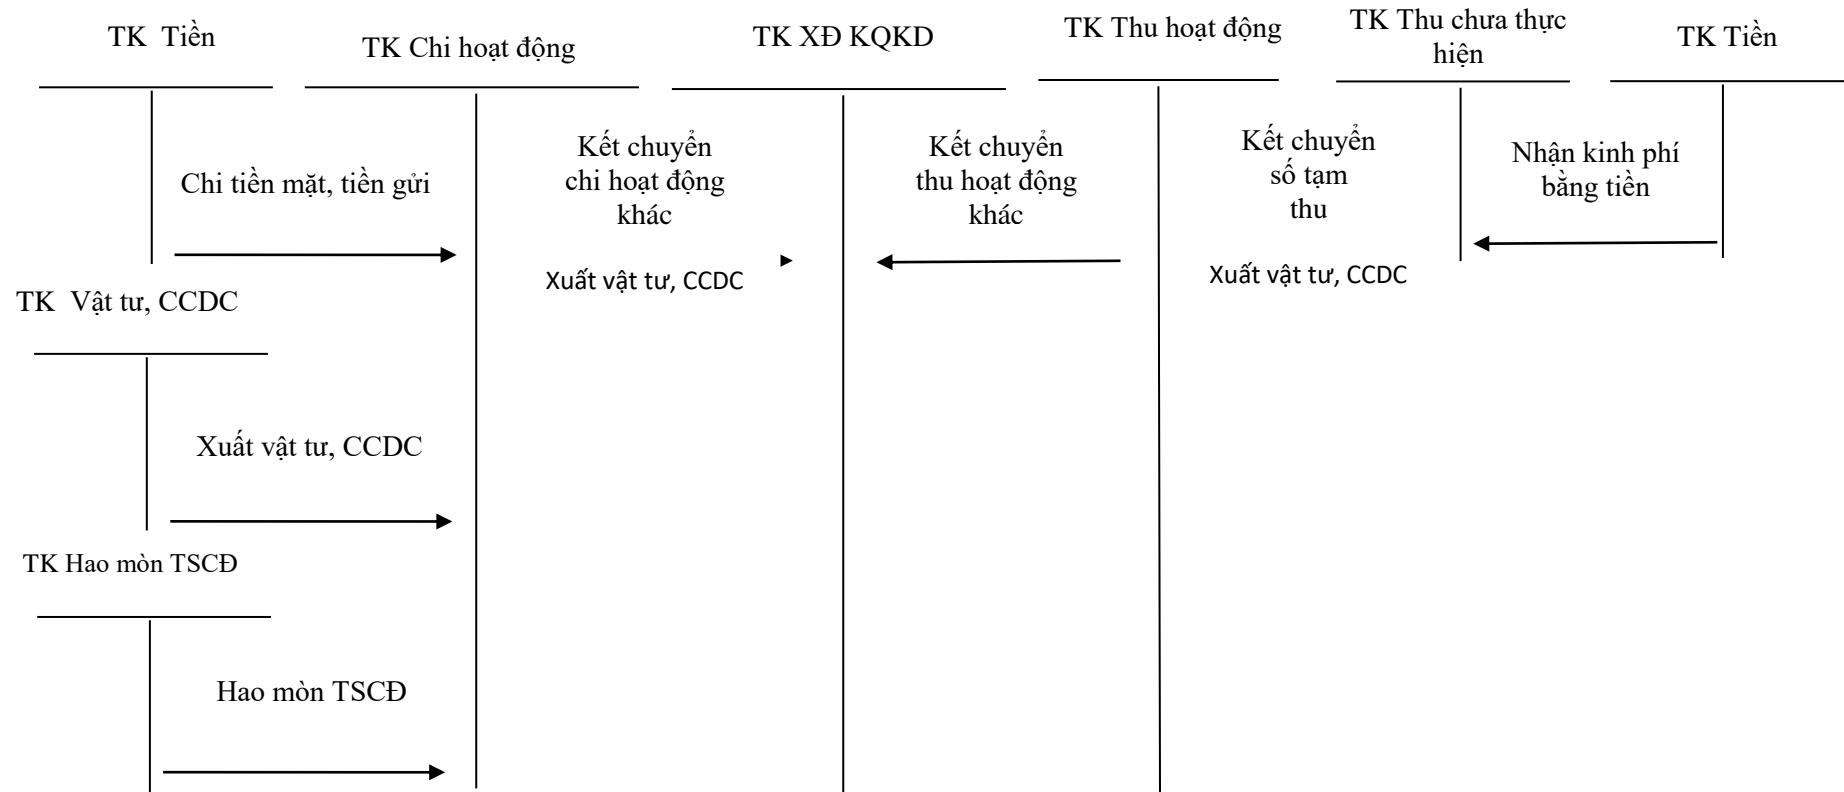 TK Tiền
TK Chi hoạt động
TK XĐ KQKD
TK Thu hoạt động
TK Thu chưa thực
hiện
TK Tiền
Chi tiền mặt, tiền gửi
Kết chuyển
chi hoạt động
khác
Kết chuyển
thu hoạt động
khác
Kết chuyển
số tạm
thu
Nhận kinh phí
bằng tiền
Xuất vật tư, CCDC
Xuất vật tư, CCDC
TK Vật tư, CCDC
Xuất vật tư, CCDC
TK Hao mòn TSCĐ
Hao mòn TSCĐ